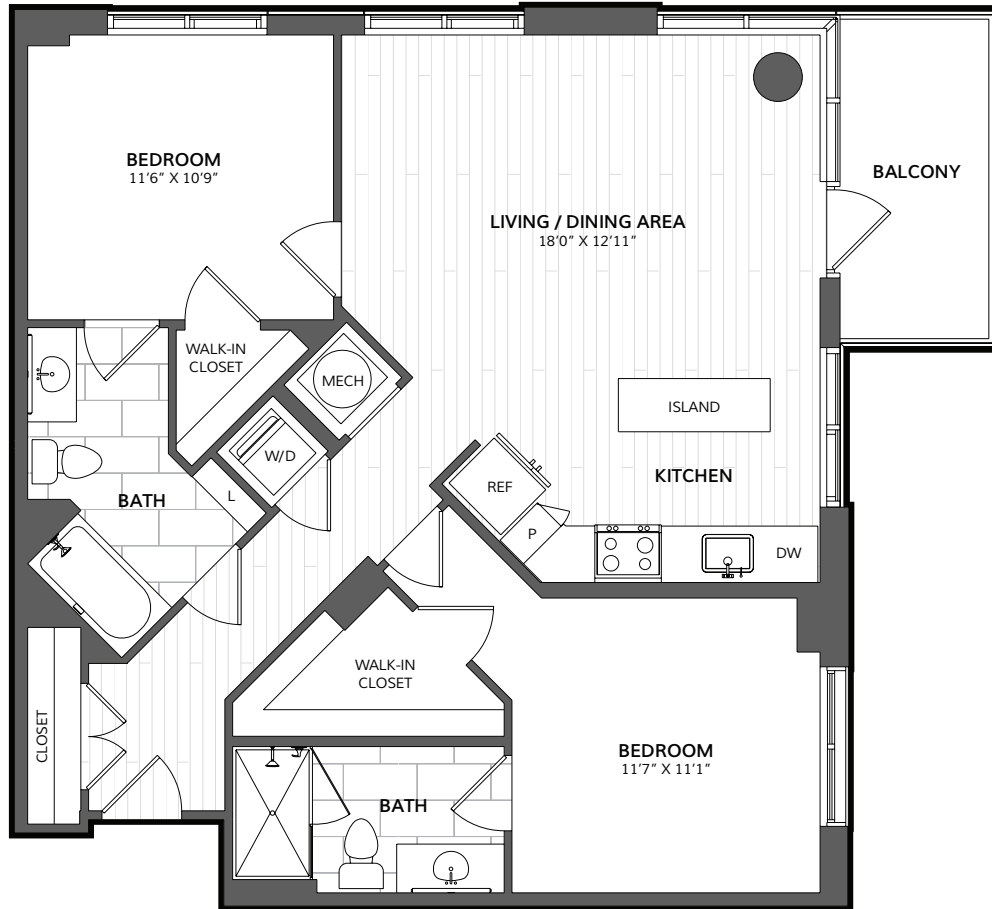 BEDROOM
11'6" X 10'9"
BALCONY
LIVING / DINING AREA
18'0" X 12'11"
WALK-IN
CLOSET
MECH
ISLAND
W/D
KITCHEN
REF
L
BATH
P
DW
WALK-IN
CLOSET
CLOSET
BEDROOM
11'7" X 11'1"
BATH